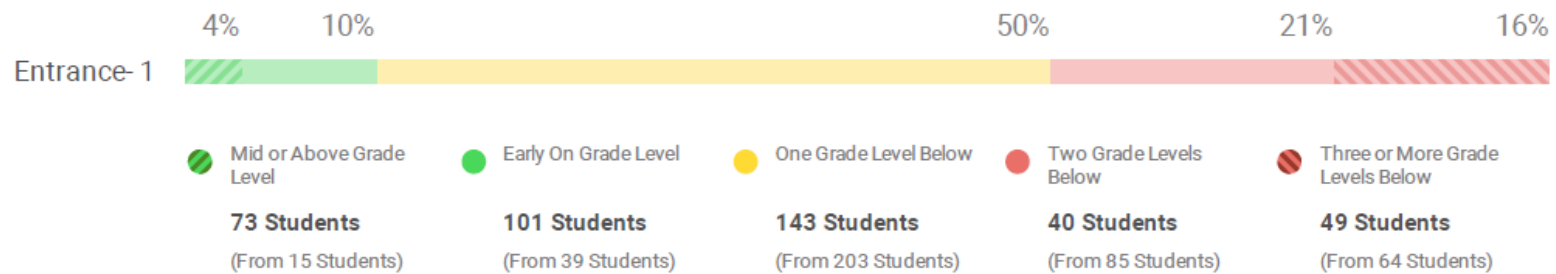 4% 10% 50% 21% 16%
Entrance- 1
Mid or Above Grade
Level
73 Students
(From 15 Students)
Early On Grade Level
101 Students
(From 39 Students)
One Grade Level Below
143 Students
(From 203 Students)
Two Grade Levels
Below
40 Students
(From 85 Students)
Three or More Grade
Levels Below
49 Students
(From 64 Students)